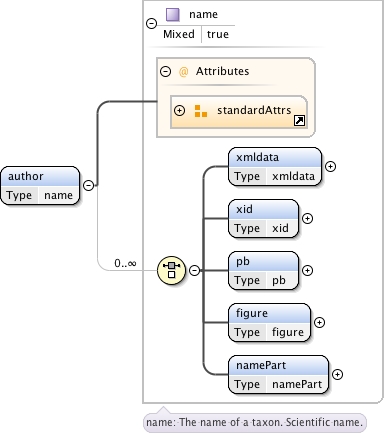 name
Mixed true
@ Attributes
standardAttrs
author
Type name
0..∞
xmldata
Type xmldata
xid
Type xid
pb
Type pb
figure
Type figure
namePart
Type namePart
name: The name of a taxon. Scientific name.